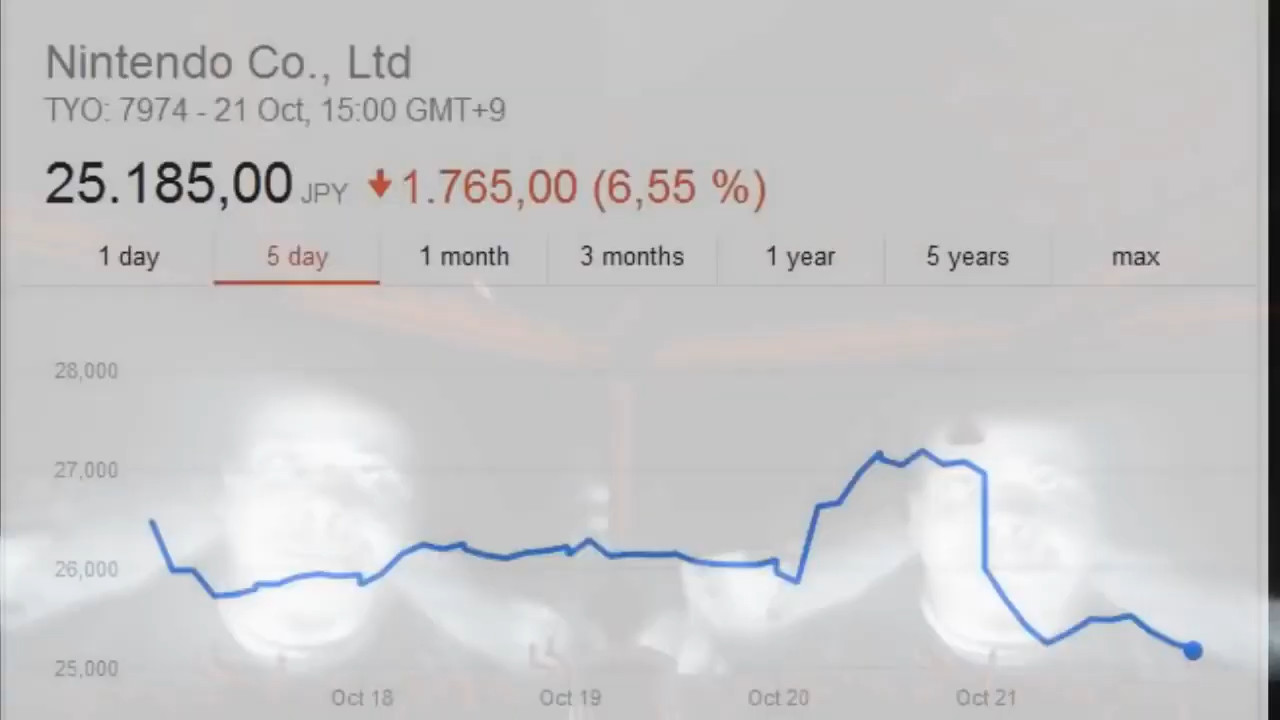 Nintendo Co., Ltd
TYO: 7974 - 21 Oct, 15:00 GMT+9
25.185,00 JPY ↓1.765,00 (6,55 %)
1 day 5 day 1 month 3 months 1 year 5 years max
28,000
27,000
26,000
25,000
Oct 18 Oct 19 Oct 20 Oct 21